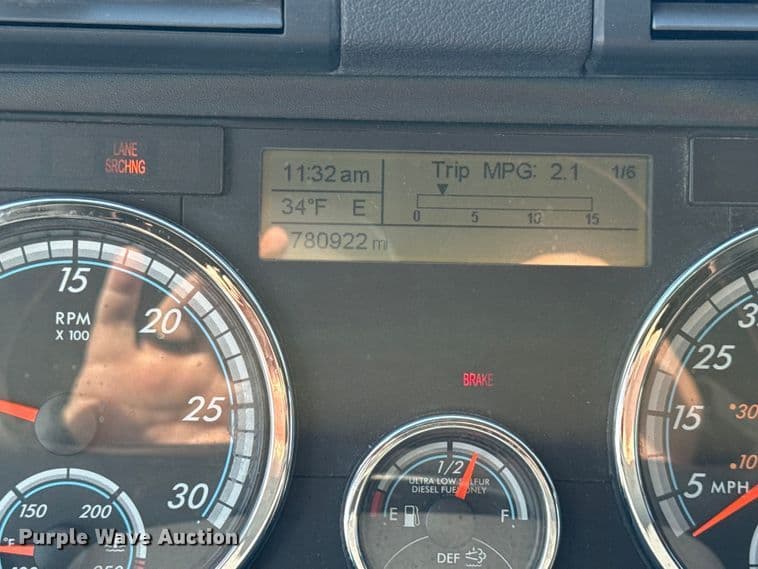 LANE
SRCHNG
11:32 am
Trip MPG: 2.1 1/6
34°F E
0 5 10 15
780922 mi
15
RPM
X 100
20
25
30
BRAKE
1/2
ULTRA LOW SULFUR
DIESEL FUEL ONLY
E F
DEF
25
15
5 MPH
30
10
150 200
°F
Purple Wave Auction